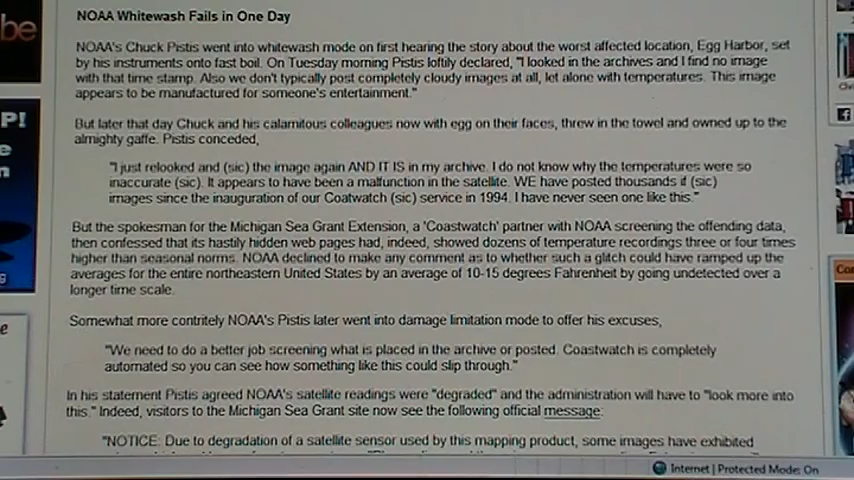 be
P!
e
n
g
e
NOAA Whitewash Fails in One Day
NOAA's Chuck Pistis went into whitewash mode on first hearing the story about the worst affected location, Egg Harbor, set
by his instruments onto fast boil. On Tuesday morning Pistis loftily declared, "I looked in the archives and I find no image
with that time stamp. Also we don't typically post completely cloudy images at all, let alone with temperatures. This image
appears to be manufactured for someone's entertainment."
But later that day Chuck and his calamitous colleagues now with egg on their faces, threw in the towel and owned up to the
almighty gaffe. Pistis conceded,
"I just relooked and (sic) the image again AND IT IS in my archive. I do not know why the temperatures were so
inaccurate (sic). It appears to have been a malfunction in the satellite. WE have posted thousands if (sic)
images since the inauguration of our Coatwatch (sic) service in 1994. I have never seen one like this."
But the spokesman for the Michigan Sea Grant Extension, a 'Coastwatch' partner with NOAA screening the offending data,
then confessed that its hastily hidden web pages had, indeed, showed dozens of temperature recordings three or four times
higher than seasonal norms. NOAA declined to make any comment as to whether such a glitch could have ramped up the
averages for the entire northeastern United States by an average of 10-15 degrees Fahrenheit by going undetected over a
longer time scale.
Somewhat more contritely NOAA's Pistis later went into damage limitation mode to offer his excuses,
"We need to do a better job screening what is placed in the archive or posted. Coastwatch is completely
automated so you can see how something like this could slip through."
In his statement Pistis agreed NOAA's satellite readings were "degraded" and the administration will have to "look more into
this." Indeed, visitors to the Michigan Sea Grant site now see the following official message:
"NOTICE: Due to degradation of a satellite sensor used by this mapping product, some images have exhibited
Internet | Protected Mode: On